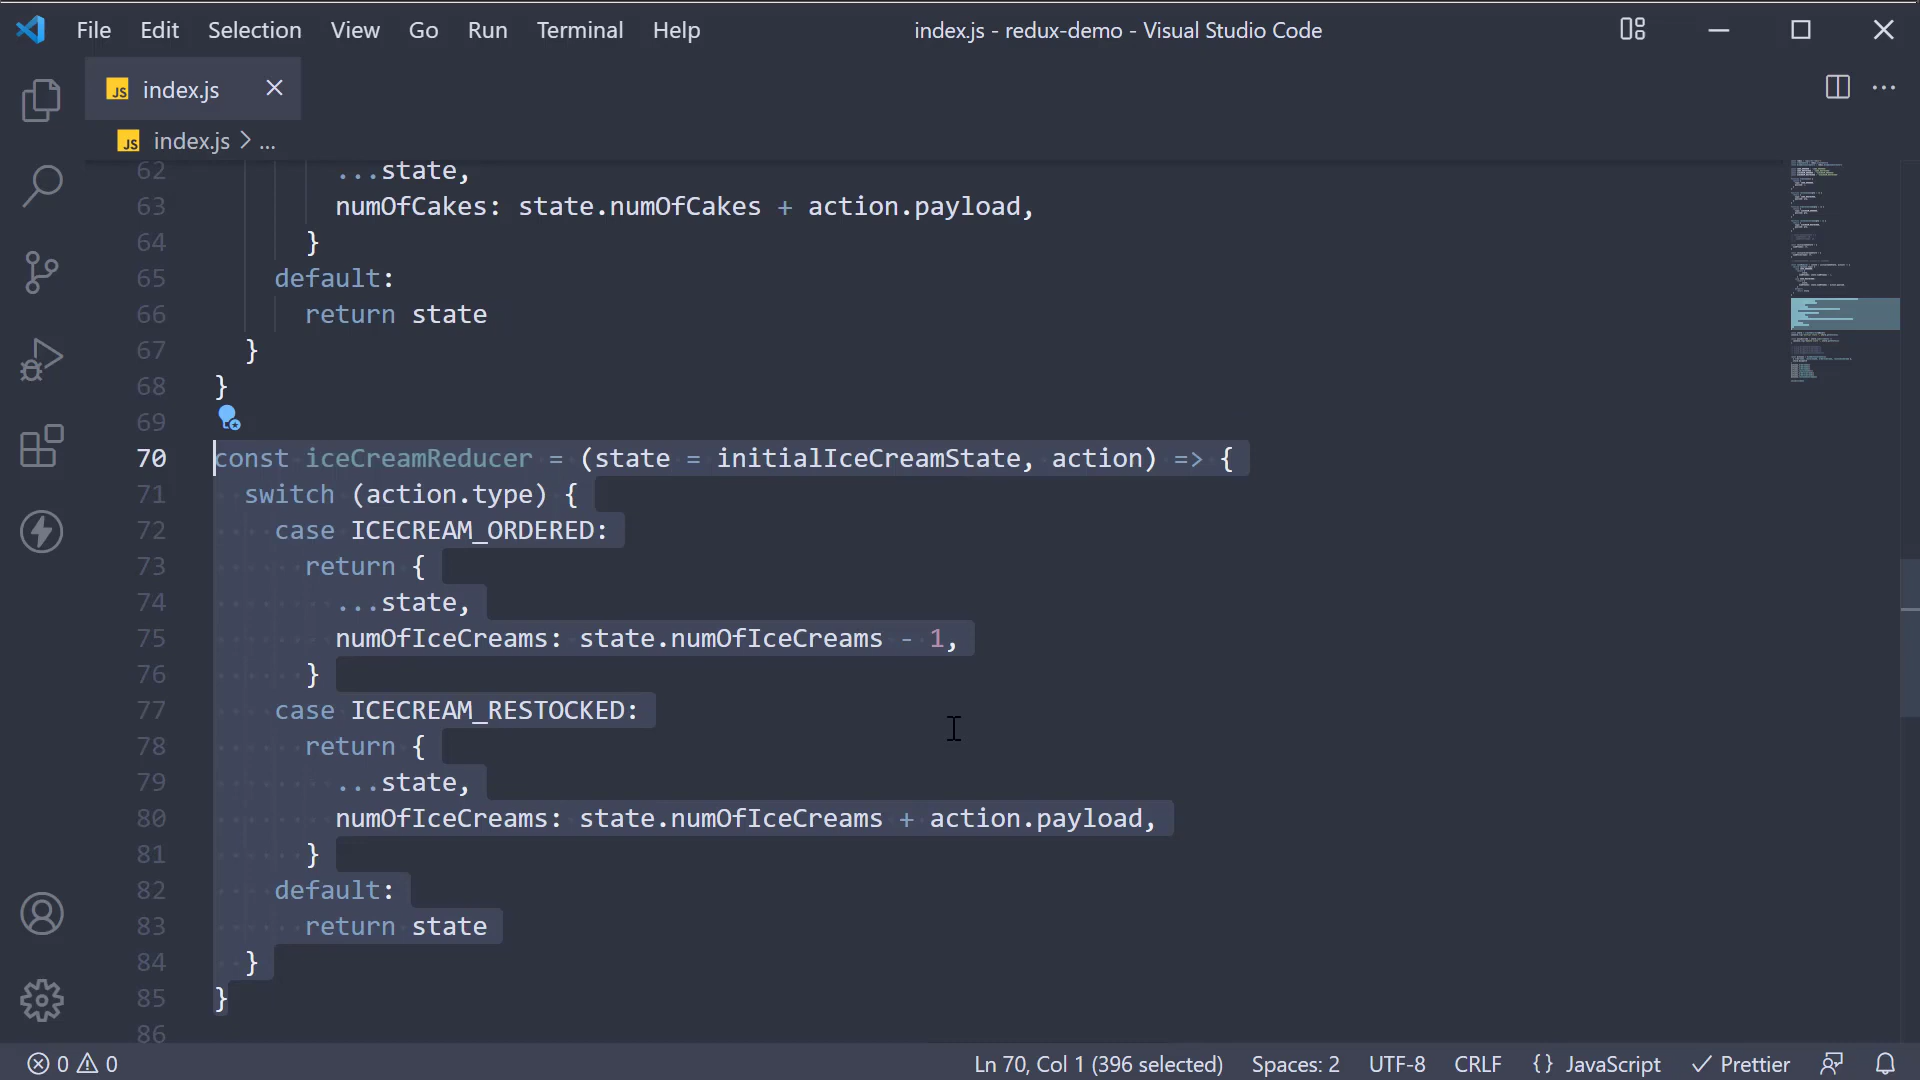 File Edit Selection View Go Run Terminal Help index.js - redux-demo - Visual Studio Code
JS index.js
JS index.js > ...
62 ...state,
63 numOfCakes: state.numOfCakes + action.payload,
64 }
65 default:
66 return state
67 }
68 }
69
70 const iceCreamReducer = (state = initialIceCreamState, action) => {
71 switch (action.type) {
72 case ICECREAM_ORDERED:
73 return {
74 ...state,
75 numOfIceCreams: state.numOfIceCreams - 1,
76 }
77 case ICECREAM_RESTOCKED:
78 return {
79 ...state,
80 numOfIceCreams: state.numOfIceCreams + action.payload,
81 }
82 default:
83 return state
84 }
85 }
86
0 0 Ln 70, Col 1 (396 selected) Spaces: 2 UTF-8 CRLF {} JavaScript Prettier